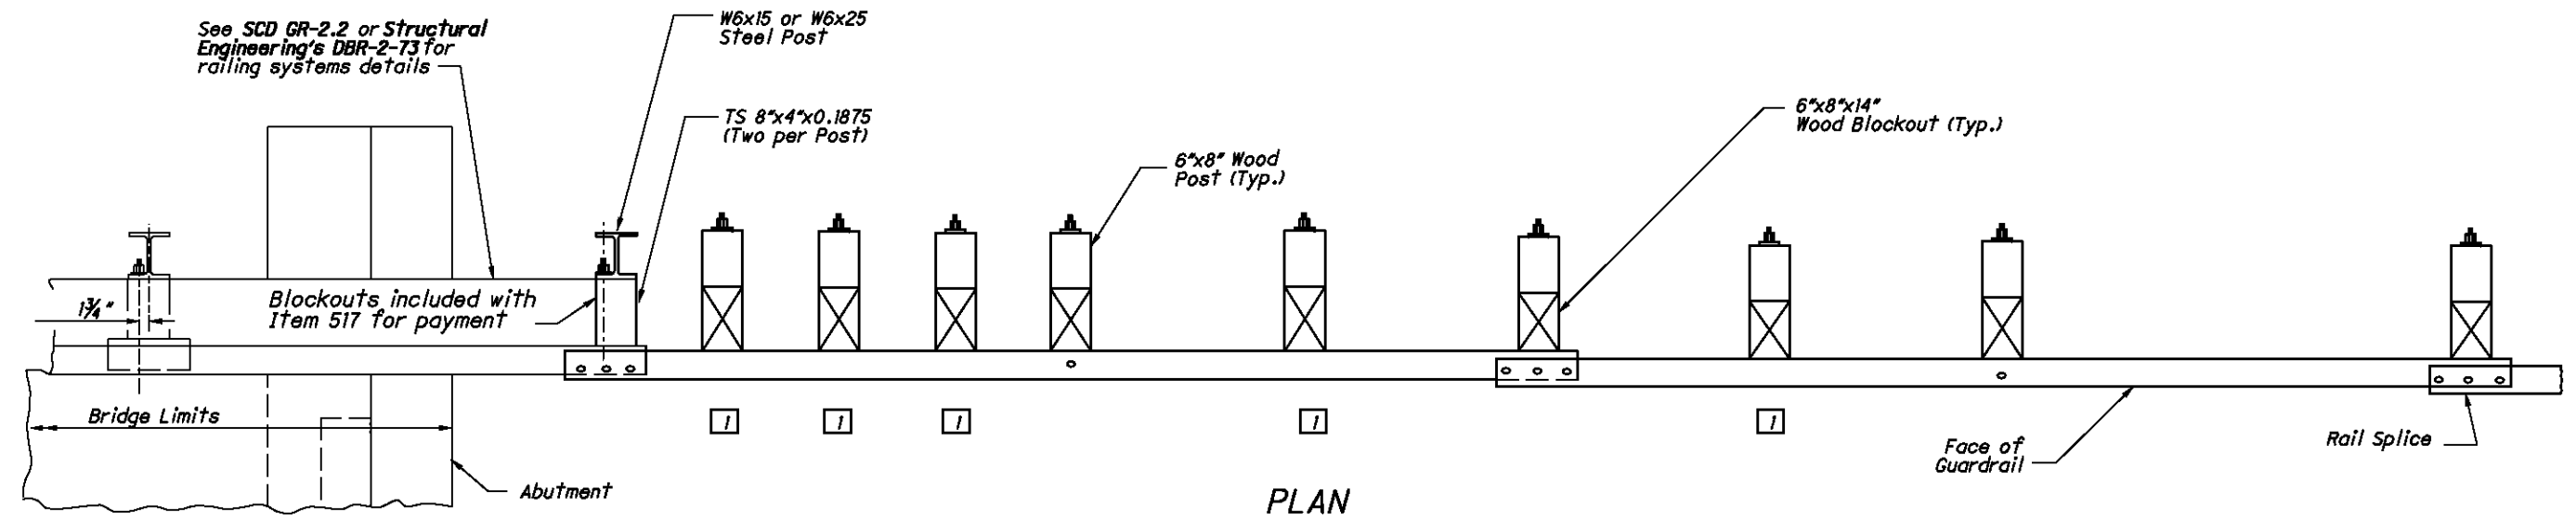 See SCD GR-2.2 or Structural
Engineering's DBR-2-73 for
railing systems details
W6x15 or W6x25
Steel Post
TS 8"x4"x0.1875
(Two per Post)
6"x8" Wood
Post (Typ.)
6"x8"x14"
Wood Blockout (Typ.)
1¾"
Blockouts included with
Item 517 for payment
Bridge Limits
1
1
1
1
1
Face of
Guardrail
Rail Splice
Abutment
PLAN